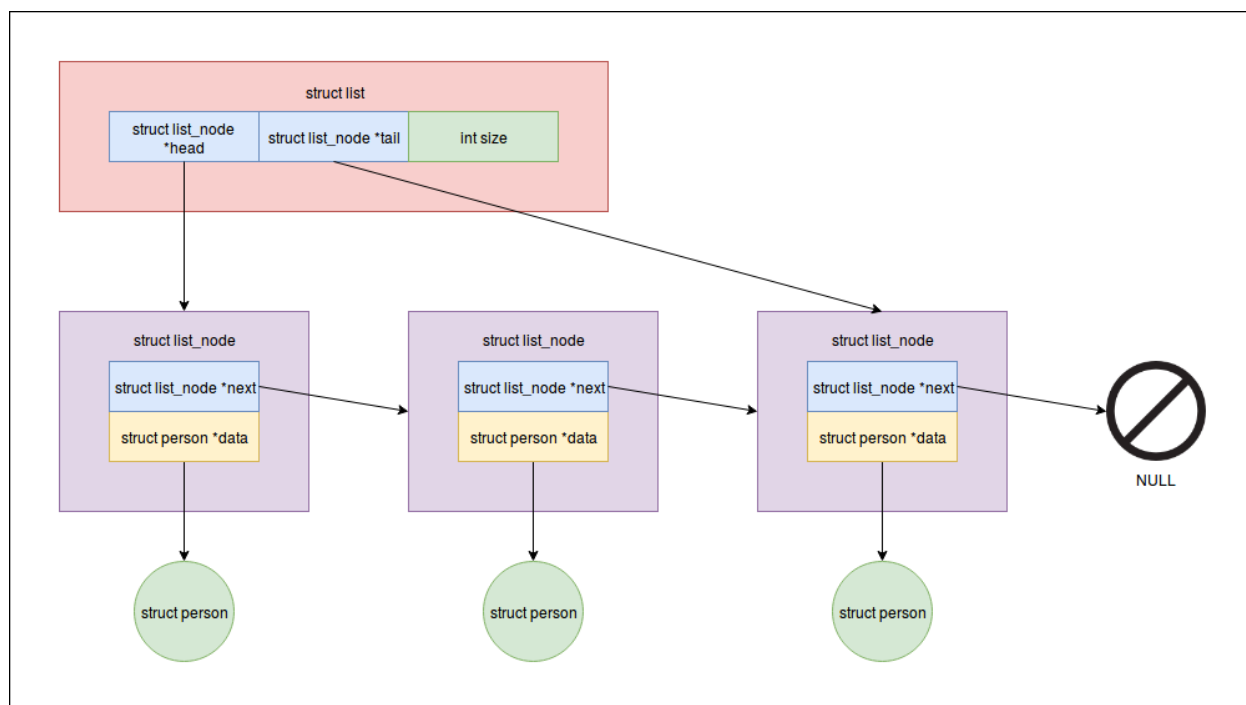 struct list
struct list_node
*head
struct list_node *tail
int size
struct list_node
struct list_node
struct list_node
struct list_node *next
struct list_node *next
struct list_node *next
struct person *data
struct person *data
struct person *data
NULL
struct person
struct person
struct person